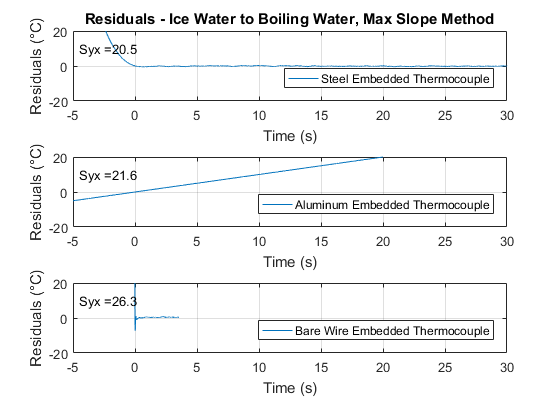 Residuals - Ice Water to Boiling Water, Max Slope Method
Residuals (°C)
20
0
-20
Syx =20.5
Steel Embedded Thermocouple
-5 0 5 10 15 20 25 30
Time (s)
Residuals (°C)
20
0
-20
Syx =21.6
Aluminum Embedded Thermocouple
-5 0 5 10 15 20 25 30
Time (s)
Residuals (°C)
20
0
-20
Syx =26.3
Bare Wire Embedded Thermocouple
-5 0 5 10 15 20 25 30
Time (s)